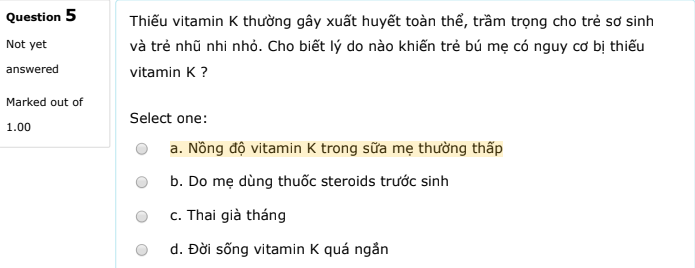 Question 5
Not yet
answered
Marked out of
1.00
Thiếu vitamin K thường gây xuất huyết toàn thể, trầm trọng cho trẻ sơ sinh
và trẻ nhũ nhi nhỏ. Cho biết lý do nào khiến trẻ bú mẹ có nguy cơ bị thiếu
vitamin K ?
Select one:
a. Nồng độ vitamin K trong sữa mẹ thường thấp
b. Do mẹ dùng thuốc steroids trước sinh
c. Thai già tháng
d. Đời sống vitamin K quá ngắn